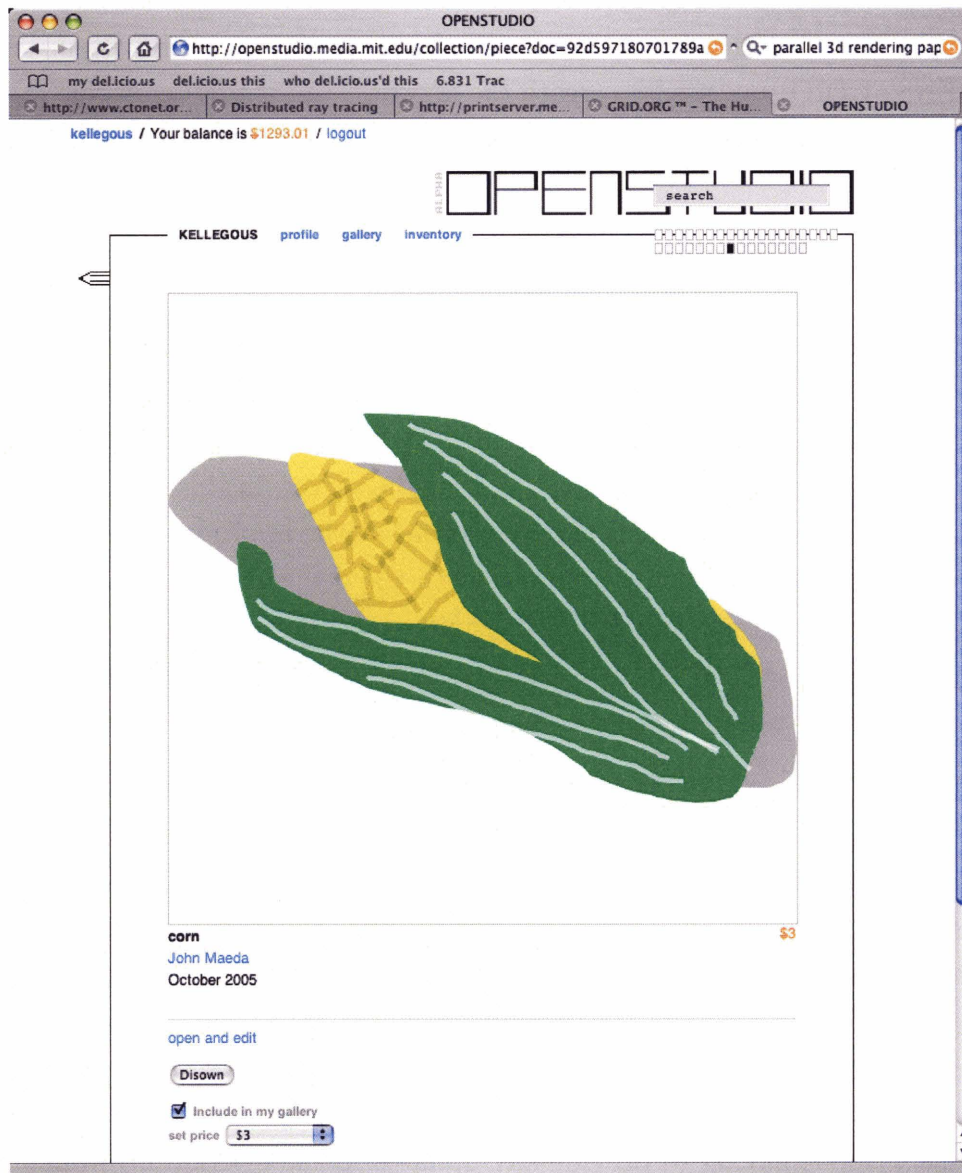 OPENSTUDIO
http://openstudio.media.mit.edu/collection/piece?doc=92d597180701789a parallel 3d rendering pap
my del.icio.us del.icio.us this who del.icio.us'd this 6.831 Trac
http://www.ctonet.or... Distributed ray tracing http://printserver.me... GRID.ORG ™ – The Hu... OPENSTUDIO
kellegous / Your balance is $1293.01 / logout
ALPHA OPENSTUDIO
search
KELLEGOUS profile gallery inventory
corn $3
John Maeda
October 2005
open and edit
Disown
Include in my gallery
set price $3